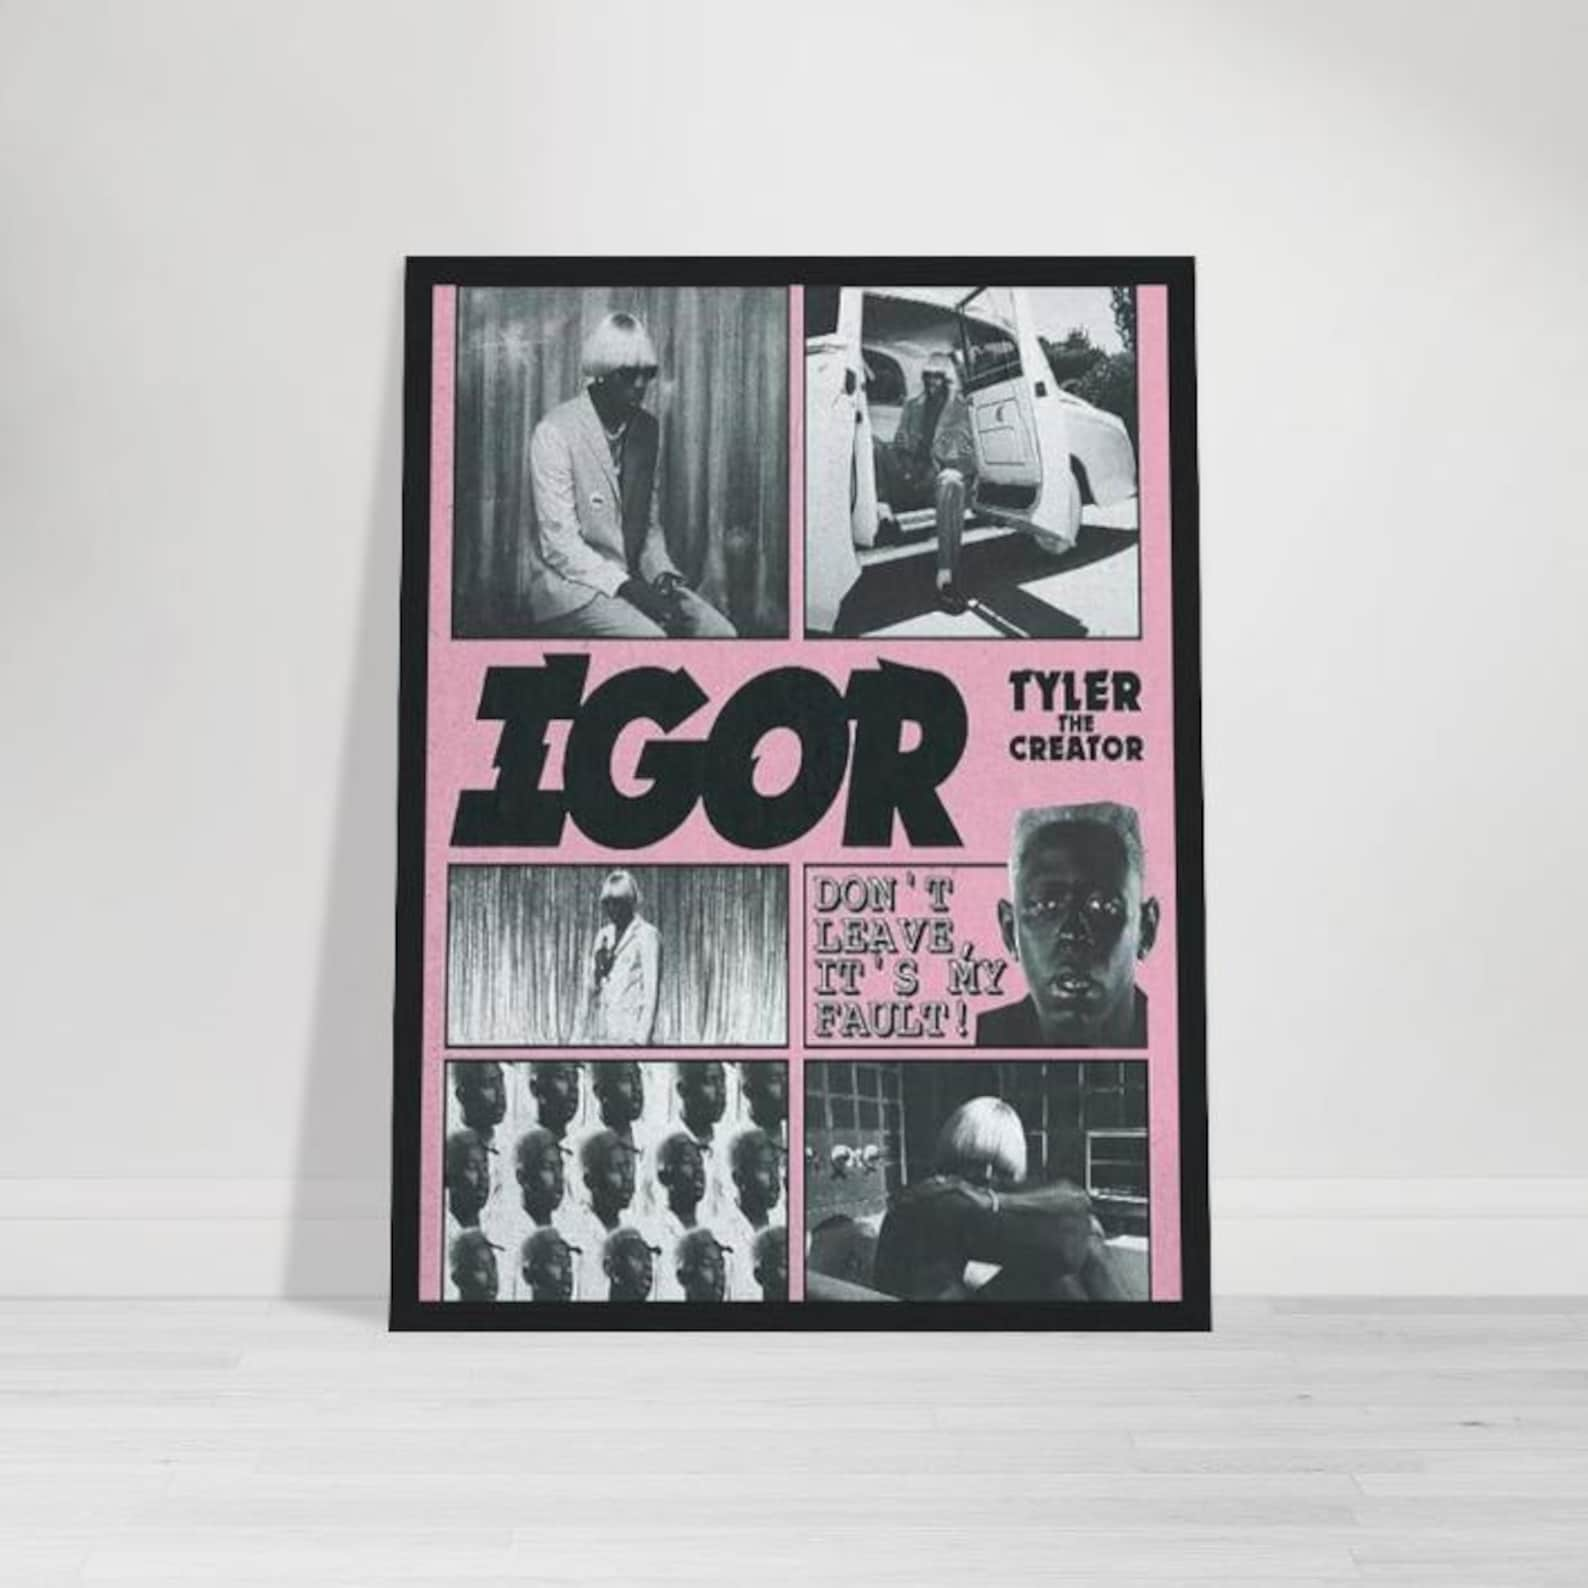 IGOR
TYLER
THE
CREATOR
DON'T
LEAVE,
IT'S MY
FAULT!